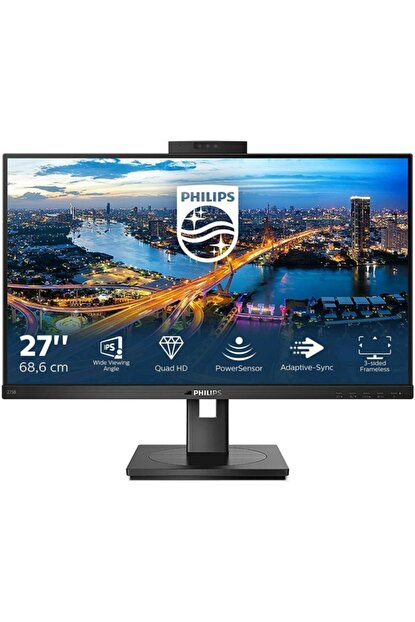 PHILIPS
27''
68,6 cm
IPS
Wide Viewing
Angle
Quad HD
PowerSensor
Adaptive-Sync
3-sided
Frameless
PHILIPS